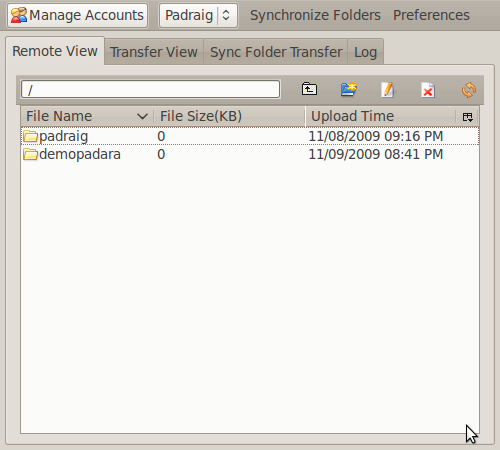 Manage Accounts Padraig Synchronize Folders Preferences
Remote View Transfer View Sync Folder Transfer Log
/
File Name File Size(KB) Upload Time
padraig 0 11/08/2009 09:16 PM
demopadara 0 11/09/2009 08:41 PM